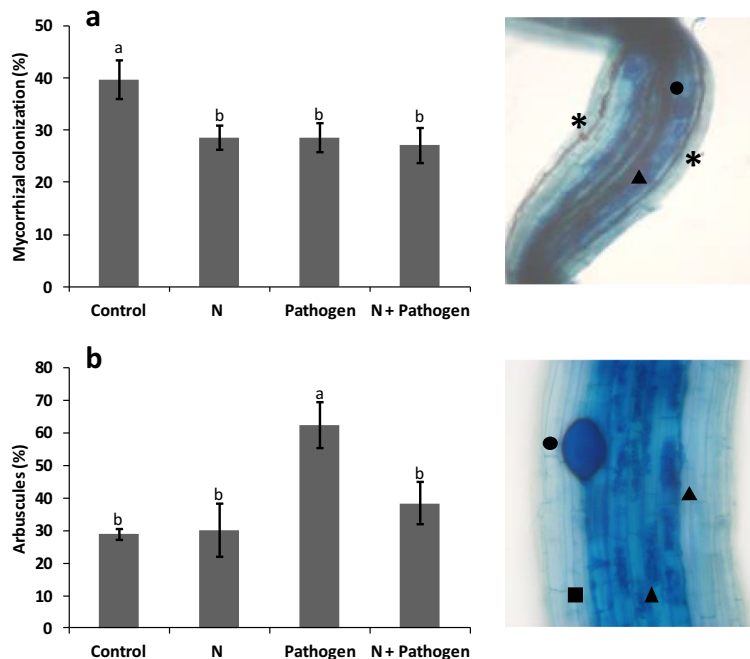 a
Mycorrhizal colonization (%)
50
40
30
20
10
0
a
b
b
b
Control N Pathogen N + Pathogen
b
Arbuscules (%)
80
70
60
50
40
30
20
10
0
b
b
a
b
Control N Pathogen N + Pathogen